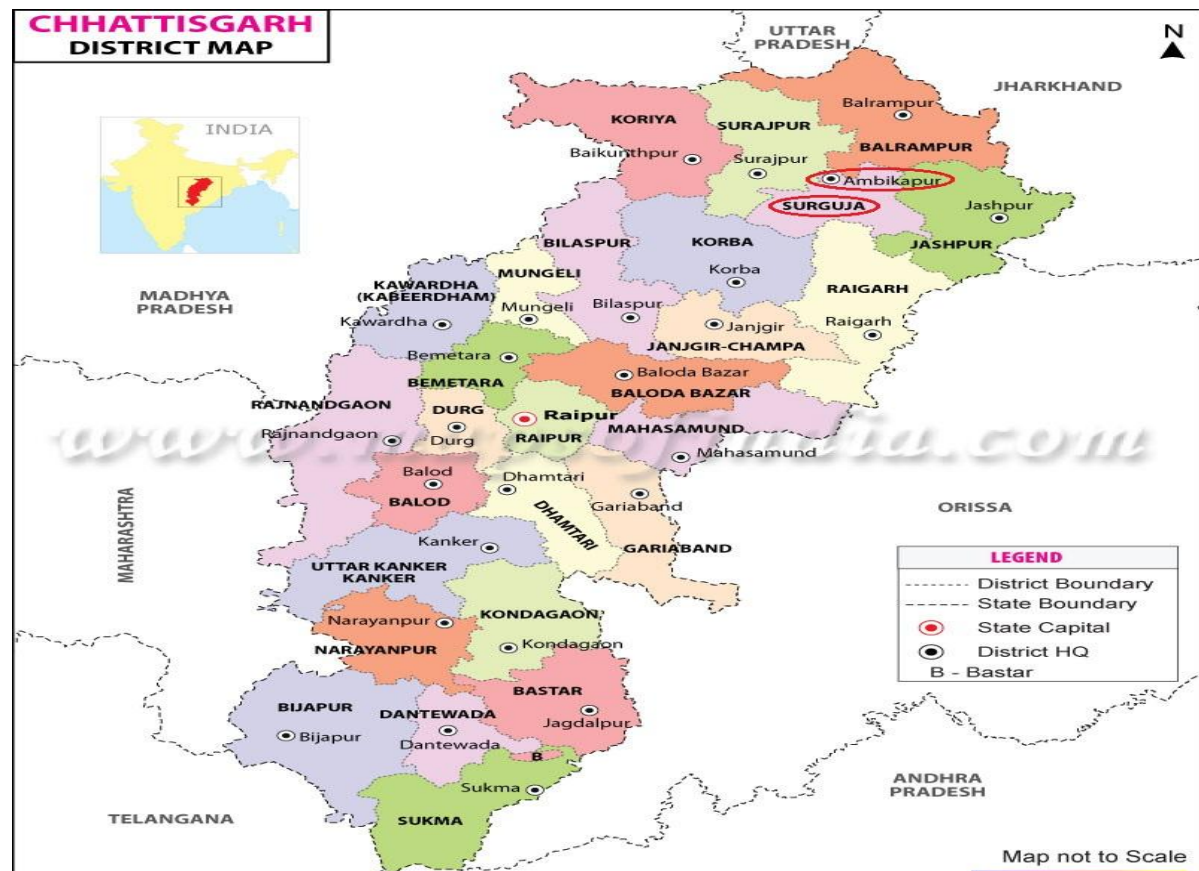 CHHATTISGARH
DISTRICT MAP
UTTAR
PRADESH
N
JHARKHAND
INDIA
KORIYA
Baikunthpur
SURAJPUR
Surajpur
Balrampur
BALRAMPUR
Ambikapur
SURGUJA
Jashpur
JASHPUR
BILASPUR
Bilaspur
KORBA
Korba
RAIGARH
Raigarh
MADHYA
PRADESH
KAWARDHA
(KABEERDHAM)
Kawardha
MUNGELI
Mungeli
Janjgir
JANJGIR-CHAMPA
Bemetara
BEMETARA
Baloda Bazar
BALODA BAZAR
RAJNANDGAON
Rajnandgaon
DURG
Durg
Raipur
RAIPUR
MAHASAMUND
Mahasamund
www.mapsofindia.com
Balod
BALOD
Dhamtari
DHAMTARI
Gariaband
GARIABAND
MAHARASHTRA
ORISSA
Kanker
UTTAR KANKER
KANKER
Narayanpur
NARAYANPUR
KONDAGAON
Kondagaon
BASTAR
Jagdalpur
BIJAPUR
Bijapur
DANTEWADA
Dantewada
B
Sukma
SUKMA
TELANGANA
ANDHRA
PRADESH
LEGEND
District Boundary
State Boundary
State Capital
District HQ
B - Bastar
Map not to Scale